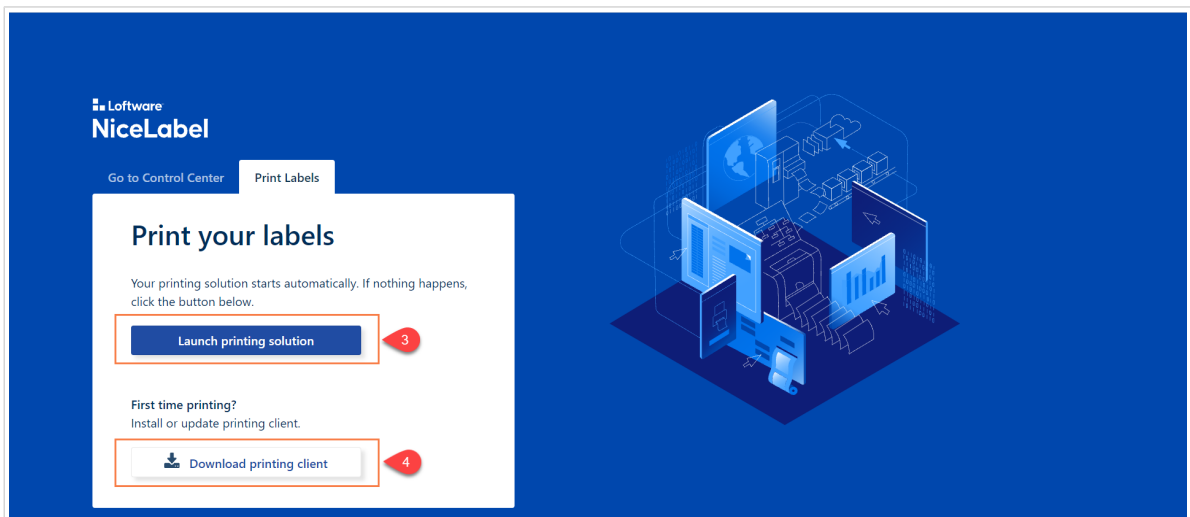 Loftware
NiceLabel
Go to Control Center Print Labels
Print your labels
Your printing solution starts automatically. If nothing happens,
click the button below.
Launch printing solution
3
First time printing?
Install or update printing client.
Download printing client
4